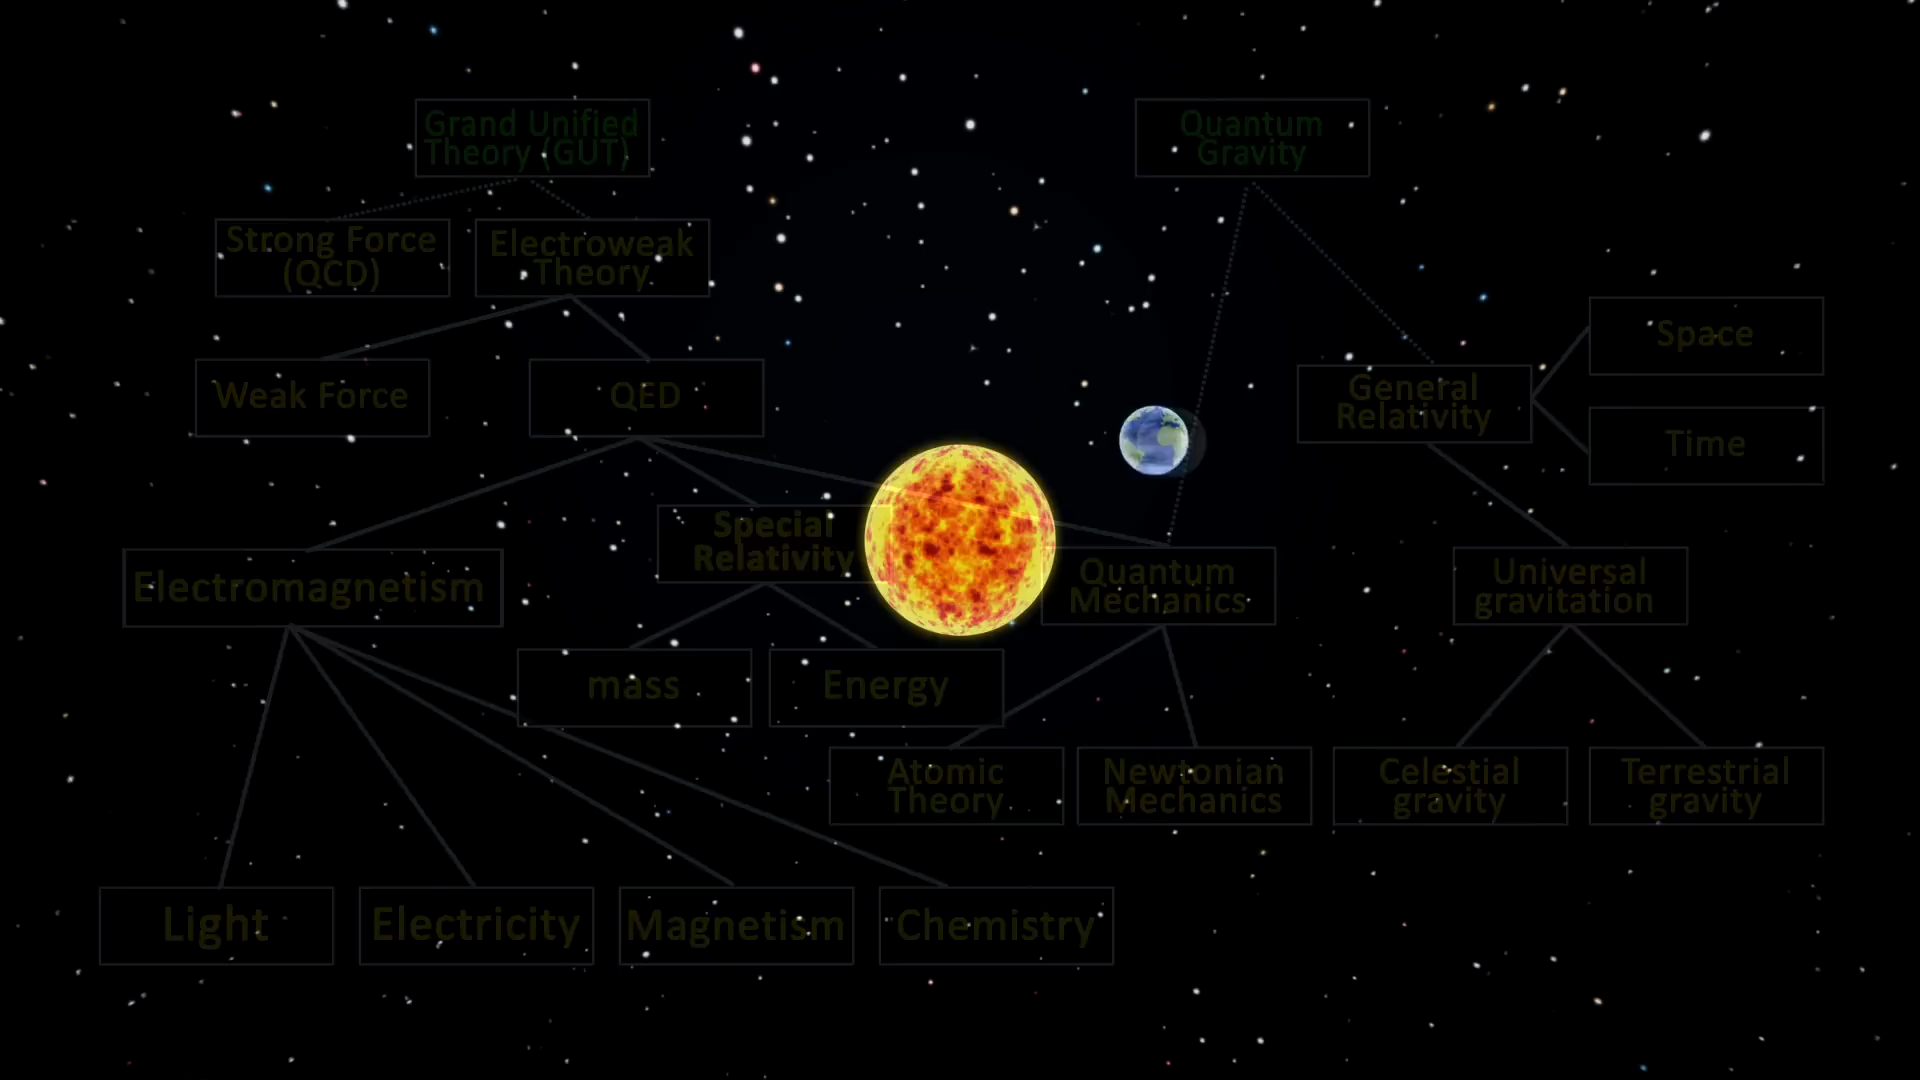 Grand Unified
Theory (GUT)
Quantum
Gravity
Strong Force
(QCD)
Electroweak
Theory
Space
Weak Force
QED
General
Relativity
Time
Special
Relativity
Electromagnetism
Quantum
Mechanics
Universal
gravitation
mass
Energy
Atomic
Theory
Newtonian
Mechanics
Celestial
gravity
Terrestrial
gravity
Light
Electricity
Magnetism
Chemistry